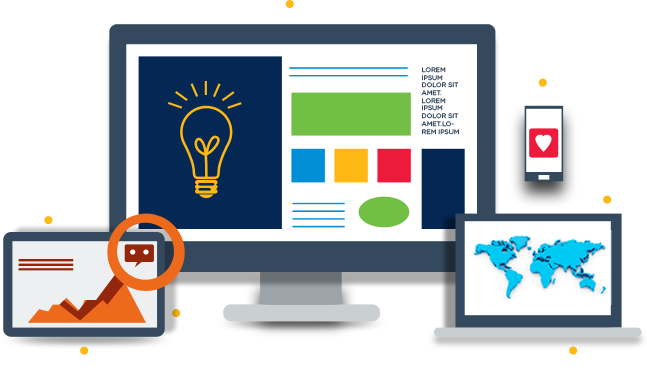 LOREM
IPSUM
DOLOR SIT
AMET.
LOREM
IPSUM
DOLOR SIT
AMET.LO-
REM IPSUM